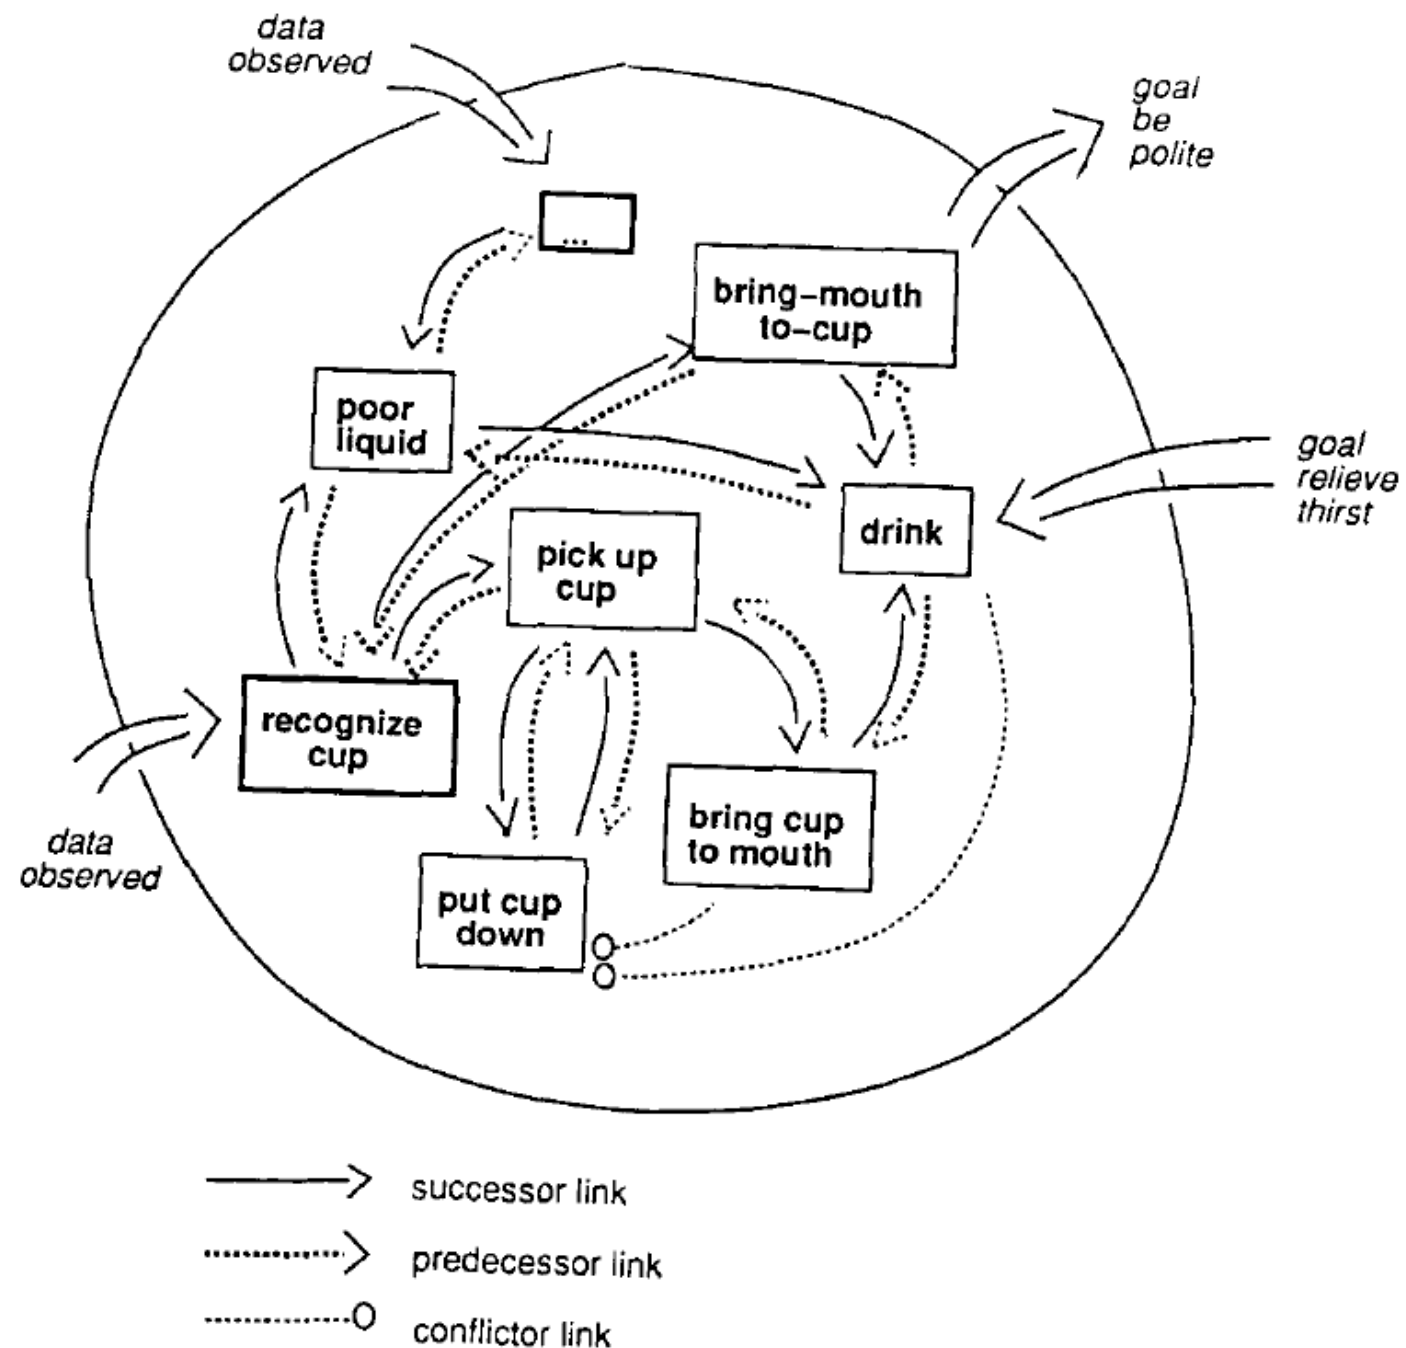 data
observed
goal
be
polite
...
bring-mouth
to-cup
poor
liquid
goal
relieve
thirst
drink
pick up
cup
recognize
cup
data
observed
bring cup
to mouth
put cup
down
successor link
predecessor link
conflictor link